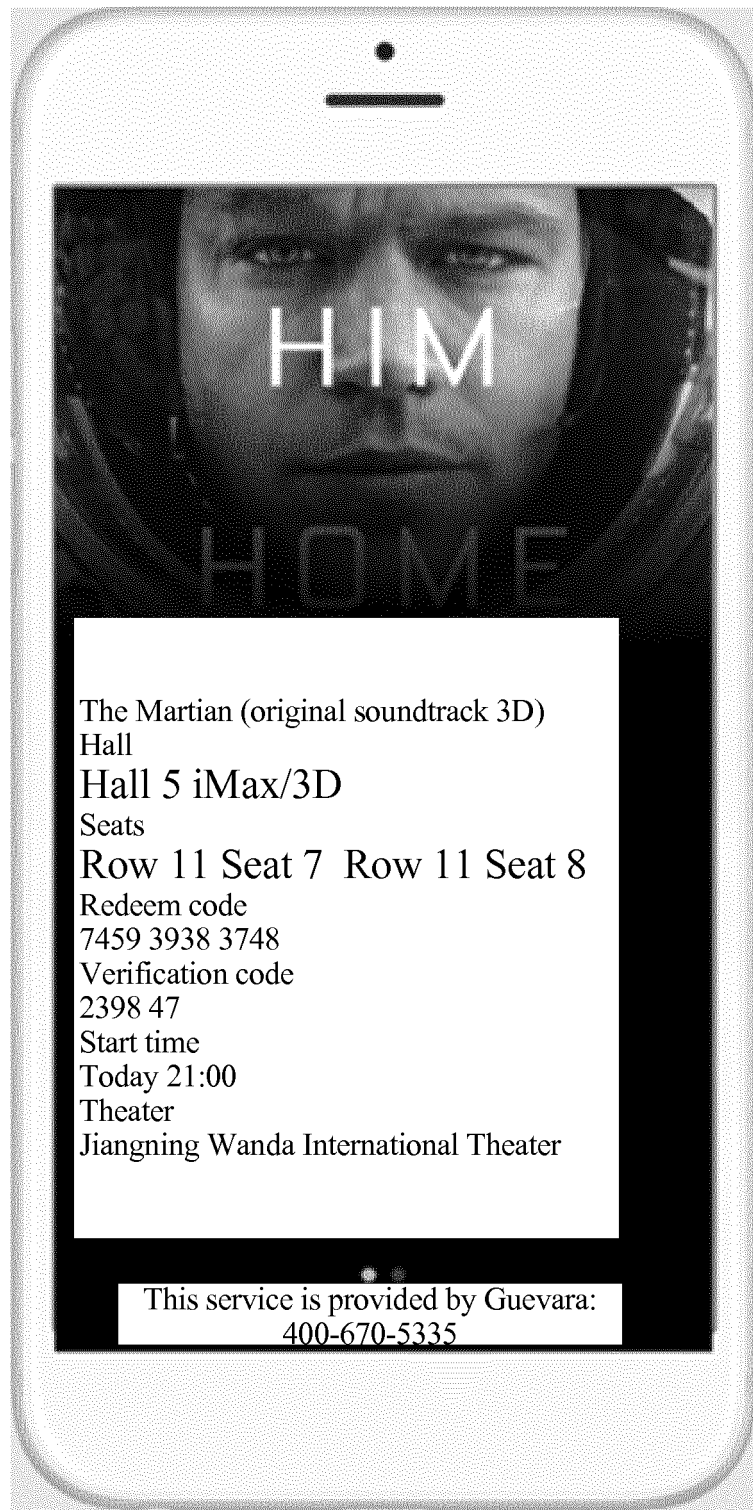 HIM
HOME
The Martian (original soundtrack 3D)
Hall
Hall 5 iMax/3D
Seats
Row 11 Seat 7  Row 11 Seat 8
Redeem code
7459 3938 3748
Verification code
2398 47
Start time
Today 21:00
Theater
Jiangning Wanda International Theater
This service is provided by Guevara:
400-670-5335